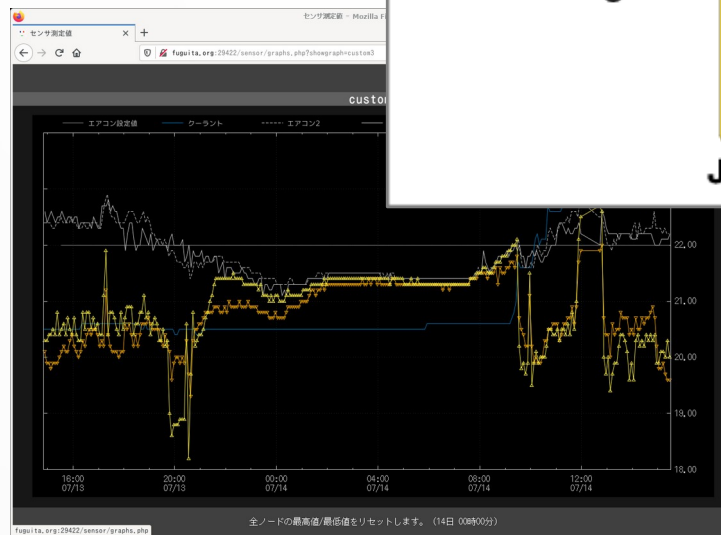 センサ測定値 — Mozilla Fi
センサ測定値
fuguita.org:29422/sensor/graphs.php?showgraph=custom3
custo
エアコン設定値 クーラント エアコン2
J
22.00
21.00
20.00
19.00
18.00
16:00 20:00 00:00 04:00 08:00 12:00
07/13 07/13 07/14 07/14 07/14 07/14
全ノードの最高値/最低値をリセットします。 (14日 00時00分)
fuguita.org:29422/sensor/graphs.php